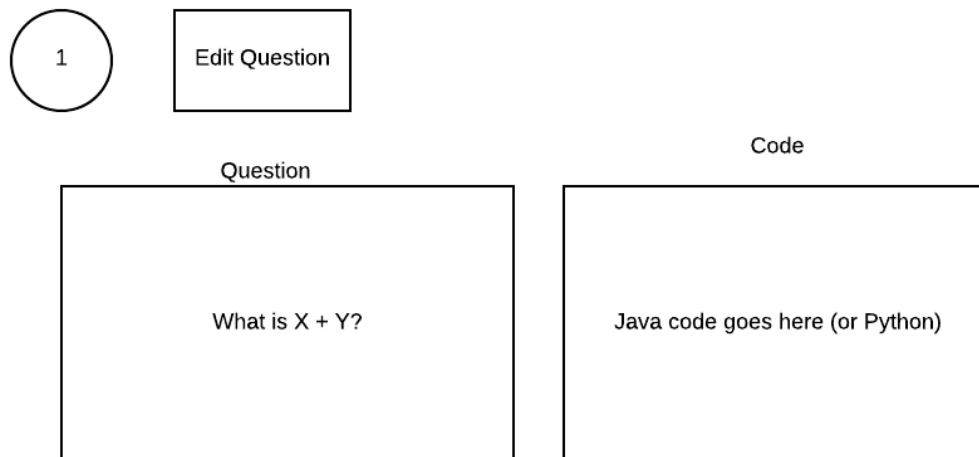 1
Edit Question
Code
Question
What is X + Y?
Java code goes here (or Python)